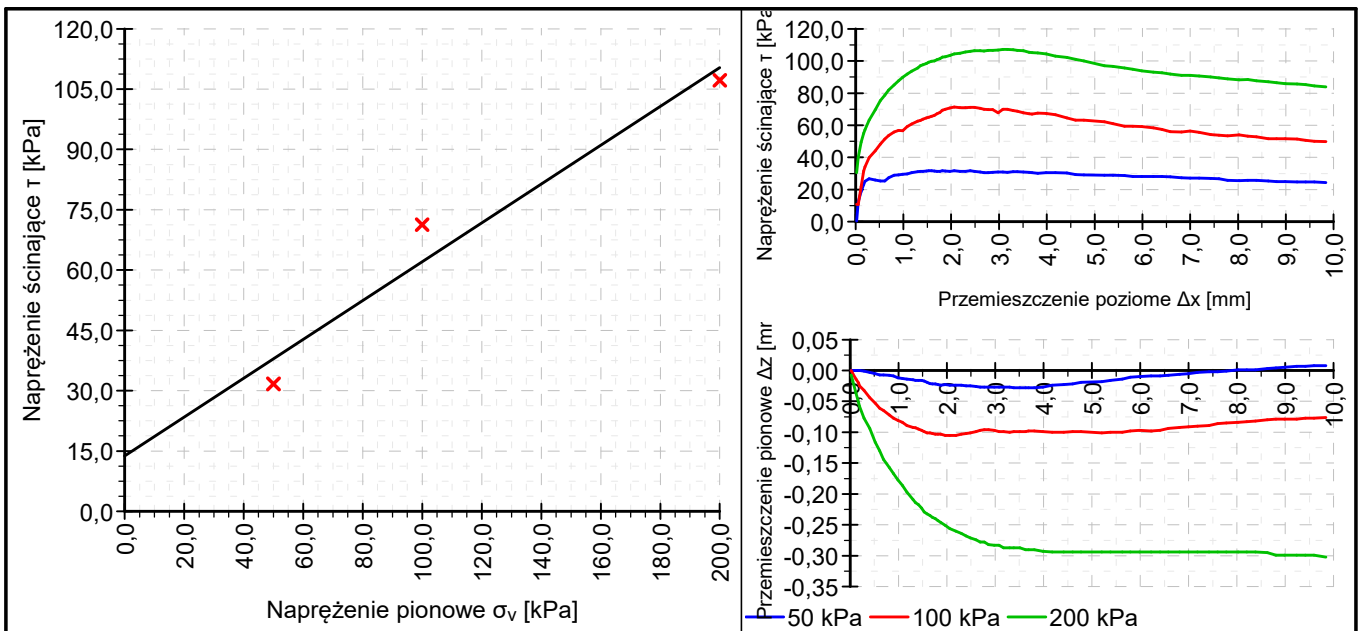 Naprężenie ścinające τ [kPa]
120,0
105,0
90,0
75,0
60,0
45,0
30,0
15,0
0,0
0,0 20,0 40,0 60,0 80,0 100,0 120,0 140,0 160,0 180,0 200,0
Naprężenie pionowe σv [kPa]
Naprężenie ścinające τ [kPa
120,0
100,0
80,0
60,0
40,0
20,0
0,0
0,0 1,0 2,0 3,0 4,0 5,0 6,0 7,0 8,0 9,0 10,0
Przemieszczenie poziome Δx [mm]
Przemieszczenie pionowe Δz [mr
0,05
0,00
-0,05
-0,10
-0,15
-0,20
-0,25
-0,30
-0,35
0,0 1,0 2,0 3,0 4,0 5,0 6,0 7,0 8,0 9,0 10,0
50 kPa 100 kPa 200 kPa